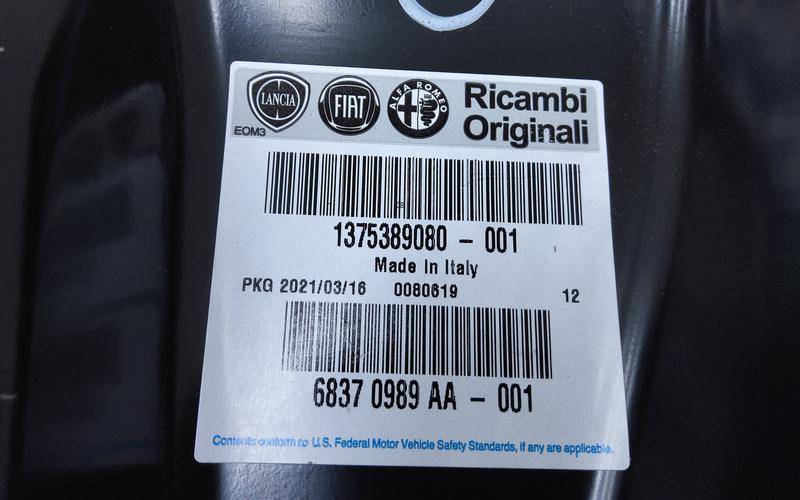 LANCIA FIAT ALFA ROMEO Ricambi
EOM3 Originali
1375389080 - 001
Made In Italy
PKG 2021/03/16 0080619 12
6837 0989 AA - 001
Contents conform to U.S. Federal Motor Vehicle Safety Standards, if any are applicable.